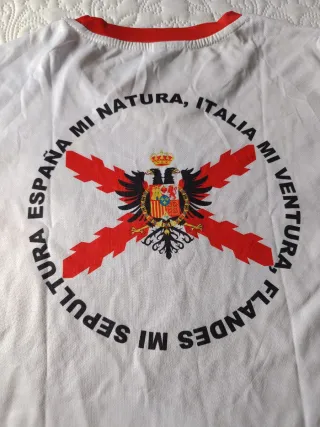 ESPAÑA MI NATURA, ITALIA MI VENTURA, FLANDES MI SEPULTURA